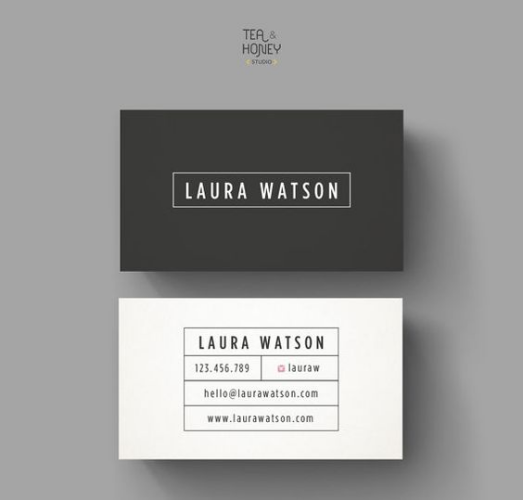 TEA &
HONEY
STUDIO
LAURA WATSON
LAURA WATSON
123.456.789 lauraw
hello@laurawatson.com
www.laurawatson.com